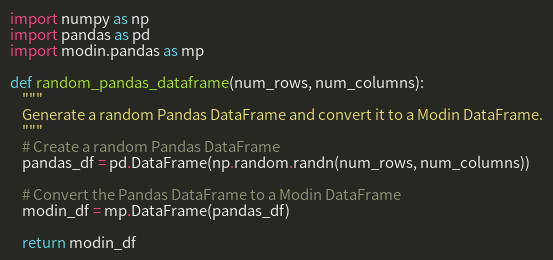 import numpy as np
import pandas as pd
import modin.pandas as mp
def random_pandas_dataframe(num_rows, num_columns):
"""
Generate a random Pandas DataFrame and convert it to a Modin DataFrame.
"""
# Create a random Pandas DataFrame
pandas_df = pd.DataFrame(np.random.randn(num_rows, num_columns))
# Convert the Pandas DataFrame to a Modin DataFrame
modin_df = mp.DataFrame(pandas_df)
return modin_df